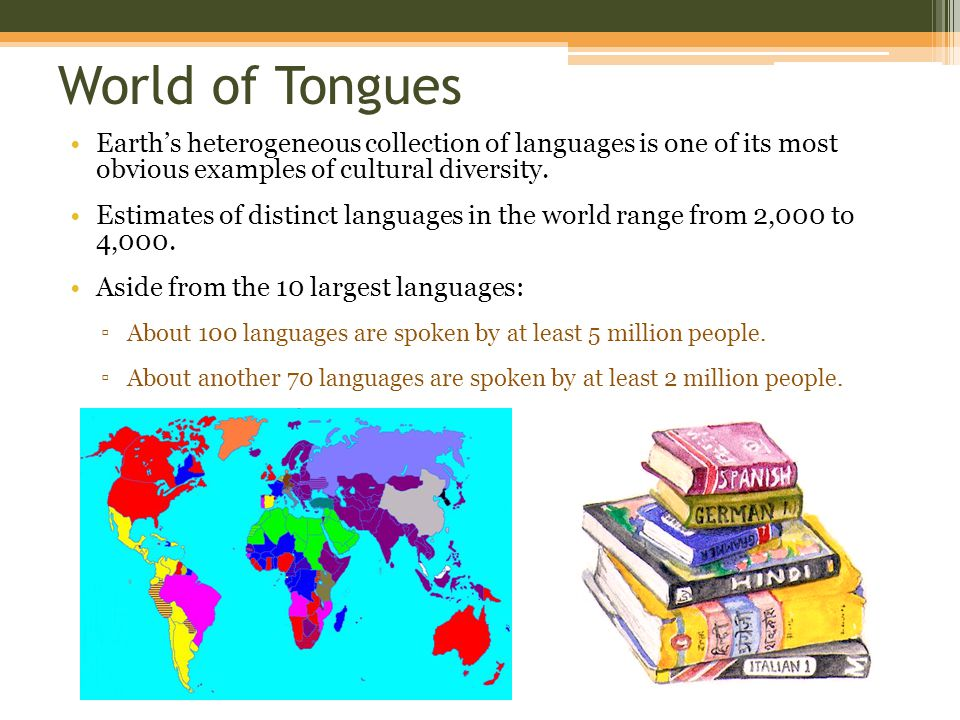 World of Tongues
• Earth’s heterogeneous collection of languages is one of its most
obvious examples of cultural diversity.
• Estimates of distinct languages in the world range from 2,000 to
4,000.
• Aside from the 10 largest languages:
▫ About 100 languages are spoken by at least 5 million people.
▫ About another 70 languages are spoken by at least 2 million people.
SPANISH
GERMAN 1
GRAMMER
HINDI
ITALIAN 1